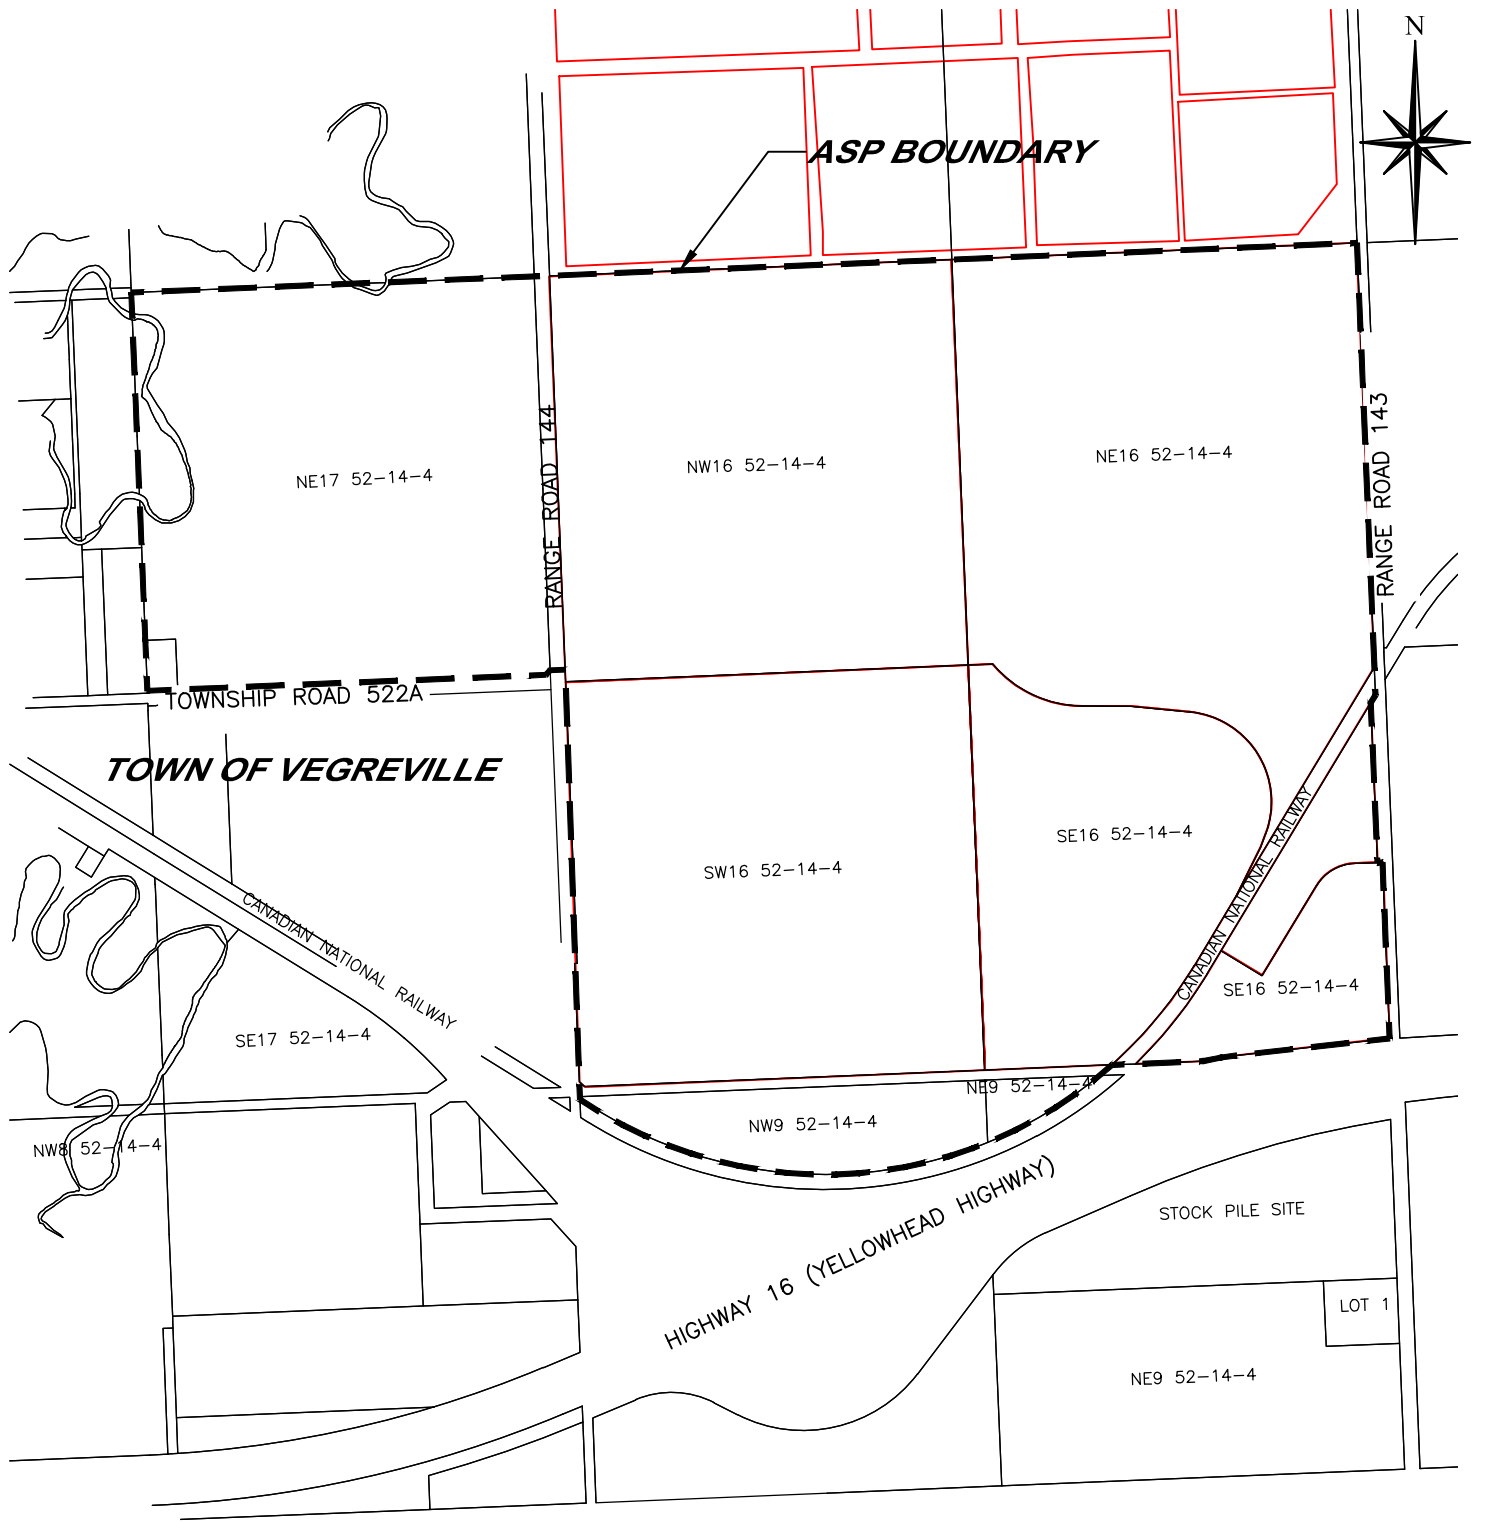 N
ASP BOUNDARY
RANGE ROAD 144
RANGE ROAD 143
NE17 52-14-4
NW16 52-14-4
NE16 52-14-4
TOWNSHIP ROAD 522A
TOWN OF VEGREVILLE
CANADIAN NATIONAL RAILWAY
SW16 52-14-4
SE16 52-14-4
CANADIAN NATIONAL RAILWAY
SE16 52-14-4
SE17 52-14-4
NE9 52-14-4
NW9 52-14-4
NW8 52-14-4
HIGHWAY 16 (YELLOWHEAD HIGHWAY)
STOCK PILE SITE
LOT 1
NE9 52-14-4